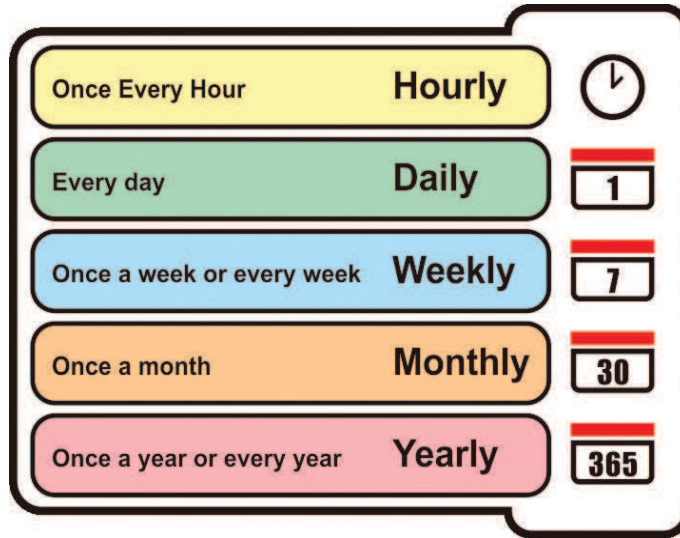 Once Every Hour Hourly
Every day Daily 1
Once a week or every week Weekly 7
Once a month Monthly 30
Once a year or every year Yearly 365